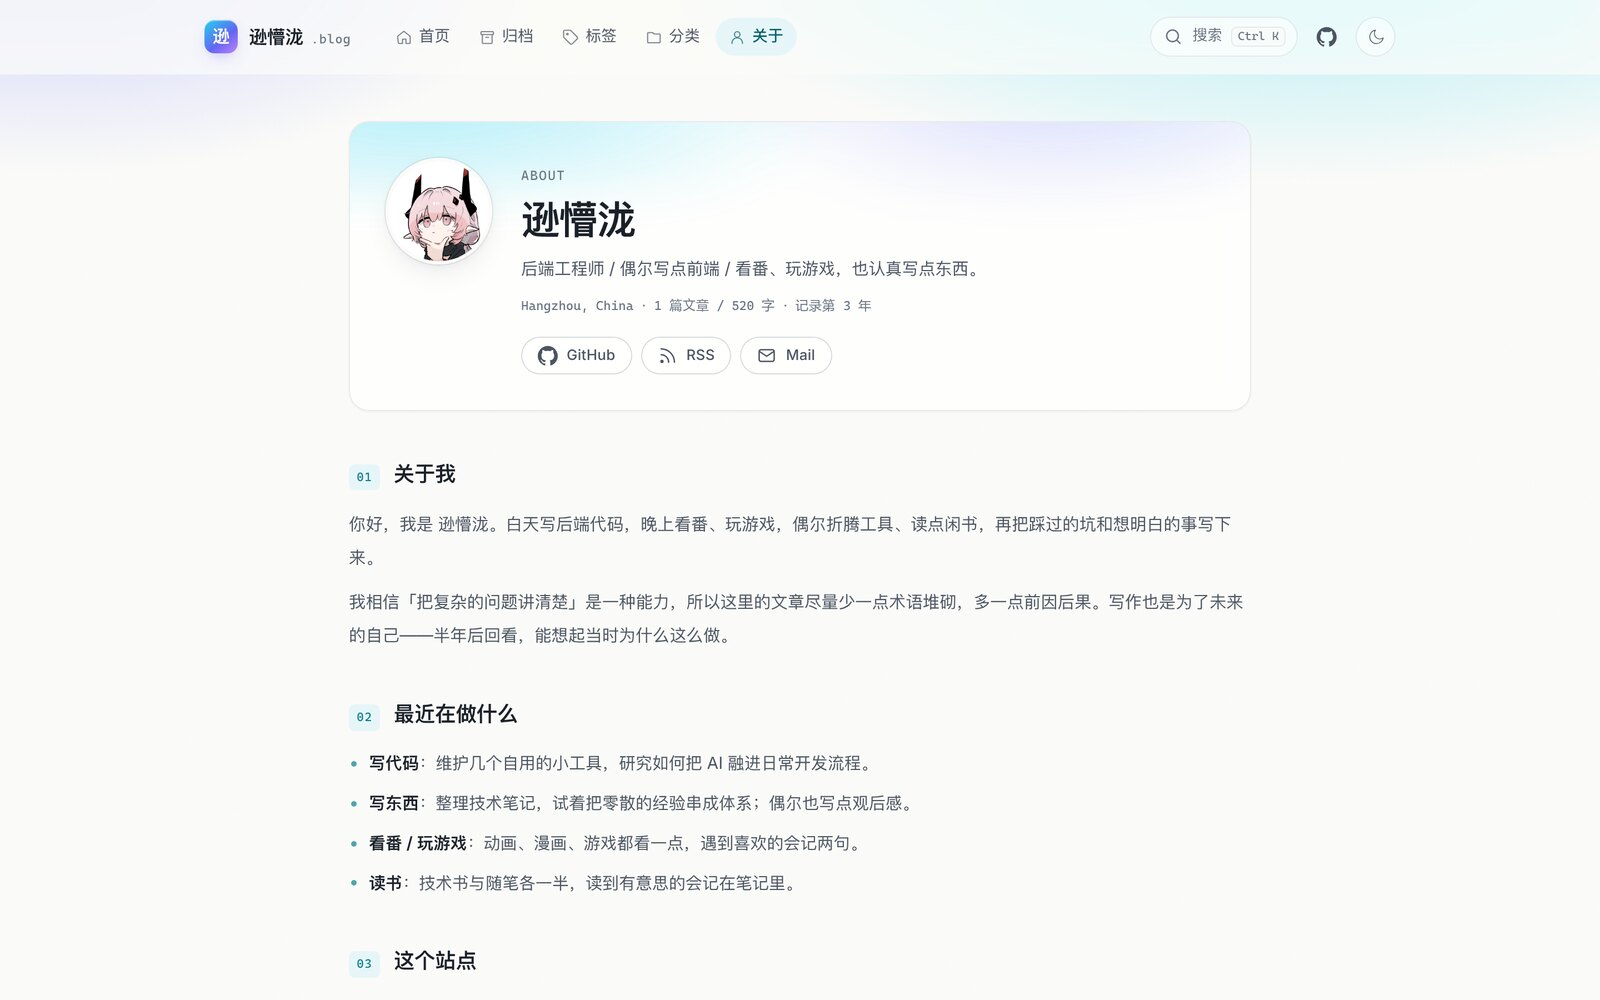 逊 逊懵泷 .blog 首页 归档 标签 分类 关于 搜索 Ctrl K
ABOUT
逊懵泷
后端工程师 / 偶尔写点前端 / 看番、玩游戏，也认真写点东西。
Hangzhou, China · 1 篇文章 / 520 字 · 记录第 3 年
GitHub RSS Mail
01 关于我
你好，我是 逊懵泷。白天写后端代码，晚上看番、玩游戏，偶尔折腾工具、读点闲书，再把踩过的坑和想明白的事写下
来。
我相信「把复杂的问题讲清楚」是一种能力，所以这里的文章尽量少一点术语堆砌，多一点前因后果。写作也是为了未来
的自己——半年后回看，能想起当时为什么这么做。
02 最近在做什么
写代码：维护几个自用的小工具，研究如何把 AI 融进日常开发流程。
写东西：整理技术笔记，试着把零散的经验串成体系；偶尔也写点观后感。
看番 / 玩游戏：动画、漫画、游戏都看一点，遇到喜欢的会记两句。
读书：技术书与随笔各一半，读到有意思的会记在笔记里。
03 这个站点